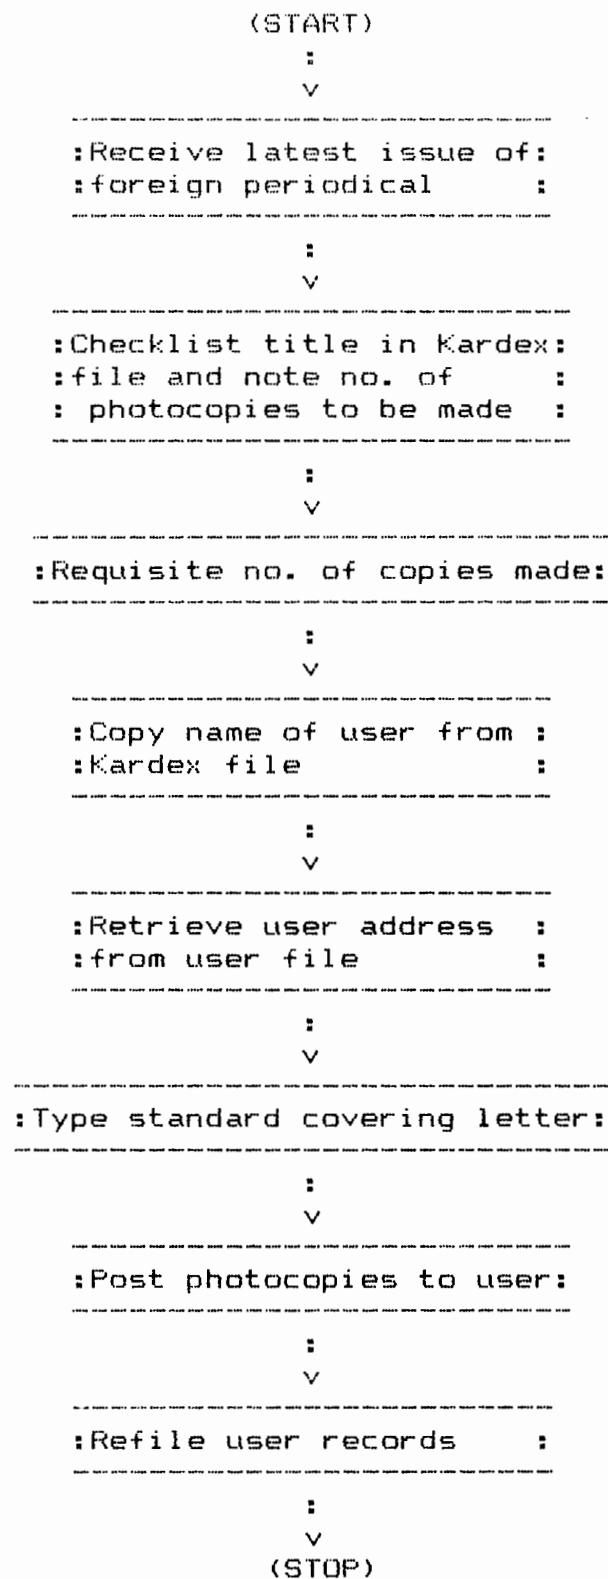 (START)
:
v
:Receive latest issue of:
:foreign periodical :
:
v
:Checklist title in Kardex:
:file and note no. of :
: photocopies to be made :
:
v
:Requisite no. of copies made:
:
v
:Copy name of user from :
:Kardex file :
:
v
:Retrieve user address :
:from user file :
:
v
:Type standard covering letter:
:
v
:Post photocopies to user:
:
v
:Refile user records :
:
v
(STOP)